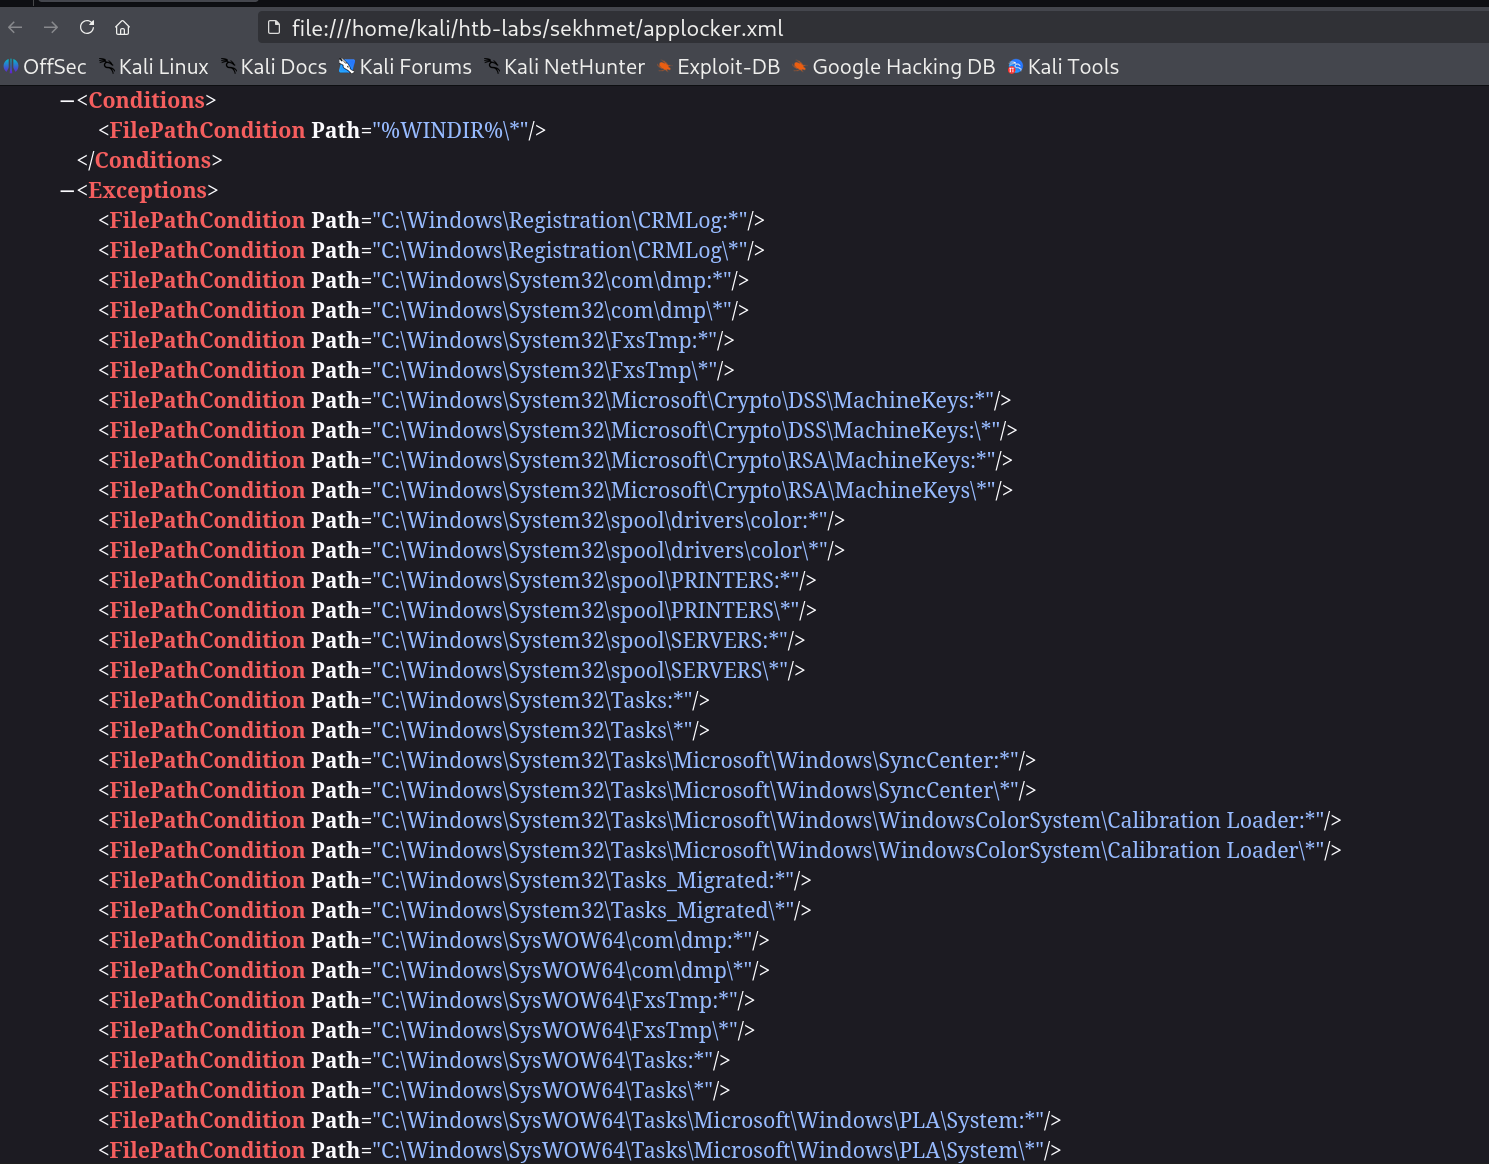 file:///home/kali/htb-labs/sekhmet/applocker.xml
OffSec Kali Linux Kali Docs Kali Forums Kali NetHunter Exploit-DB Google Hacking DB Kali Tools
—<Conditions>
<FilePathCondition Path="%WINDIR%\*"/>
</Conditions>
—<Exceptions>
<FilePathCondition Path="C:\Windows\Registration\CRMLog:*"/>
<FilePathCondition Path="C:\Windows\Registration\CRMLog\*"/>
<FilePathCondition Path="C:\Windows\System32\com\dmp:*"/>
<FilePathCondition Path="C:\Windows\System32\com\dmp\*"/>
<FilePathCondition Path="C:\Windows\System32\FxsTmp:*"/>
<FilePathCondition Path="C:\Windows\System32\FxsTmp\*"/>
<FilePathCondition Path="C:\Windows\System32\Microsoft\Crypto\DSS\MachineKeys:*"/>
<FilePathCondition Path="C:\Windows\System32\Microsoft\Crypto\DSS\MachineKeys:\*"/>
<FilePathCondition Path="C:\Windows\System32\Microsoft\Crypto\RSA\MachineKeys:*"/>
<FilePathCondition Path="C:\Windows\System32\Microsoft\Crypto\RSA\MachineKeys\*"/>
<FilePathCondition Path="C:\Windows\System32\spool\drivers\color:*"/>
<FilePathCondition Path="C:\Windows\System32\spool\drivers\color\*"/>
<FilePathCondition Path="C:\Windows\System32\spool\PRINTERS:*"/>
<FilePathCondition Path="C:\Windows\System32\spool\PRINTERS\*"/>
<FilePathCondition Path="C:\Windows\System32\spool\SERVERS:*"/>
<FilePathCondition Path="C:\Windows\System32\spool\SERVERS\*"/>
<FilePathCondition Path="C:\Windows\System32\Tasks:*"/>
<FilePathCondition Path="C:\Windows\System32\Tasks\*"/>
<FilePathCondition Path="C:\Windows\System32\Tasks\Microsoft\Windows\SyncCenter:*"/>
<FilePathCondition Path="C:\Windows\System32\Tasks\Microsoft\Windows\SyncCenter\*"/>
<FilePathCondition Path="C:\Windows\System32\Tasks\Microsoft\Windows\WindowsColorSystem\Calibration Loader:*"/>
<FilePathCondition Path="C:\Windows\System32\Tasks\Microsoft\Windows\WindowsColorSystem\Calibration Loader\*"/>
<FilePathCondition Path="C:\Windows\System32\Tasks_Migrated:*"/>
<FilePathCondition Path="C:\Windows\System32\Tasks_Migrated\*"/>
<FilePathCondition Path="C:\Windows\SysWOW64\com\dmp:*"/>
<FilePathCondition Path="C:\Windows\SysWOW64\com\dmp\*"/>
<FilePathCondition Path="C:\Windows\SysWOW64\FxsTmp:*"/>
<FilePathCondition Path="C:\Windows\SysWOW64\FxsTmp\*"/>
<FilePathCondition Path="C:\Windows\SysWOW64\Tasks:*"/>
<FilePathCondition Path="C:\Windows\SysWOW64\Tasks\*"/>
<FilePathCondition Path="C:\Windows\SysWOW64\Tasks\Microsoft\Windows\PLA\System:*"/>
<FilePathCondition Path="C:\Windows\SysWOW64\Tasks\Microsoft\Windows\PLA\System\*"/>